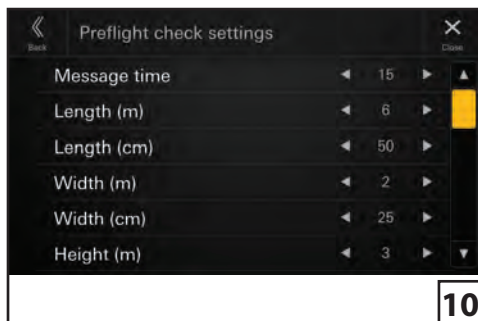 Back
Preflight check settings
Close
Message time 15
Length (m) 6
Length (cm) 50
Width (m) 2
Width (cm) 25
Height (m) 3
10